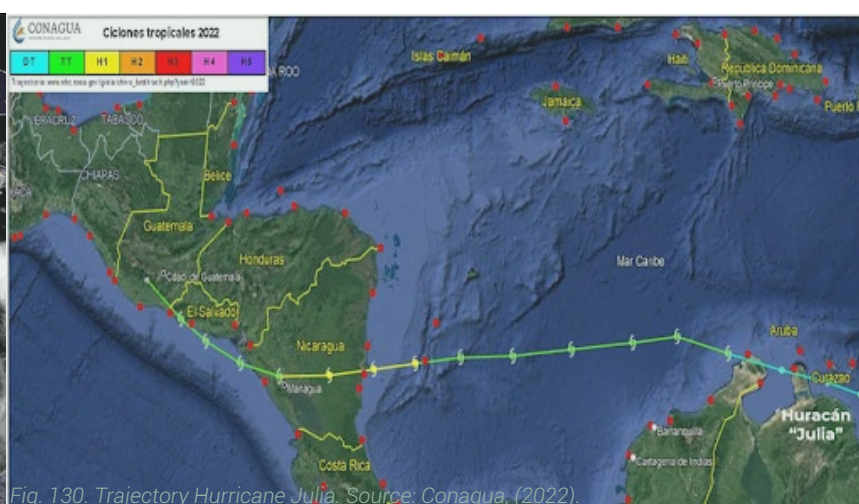 CONAGUA
Ciclones tropicales 2022
DT TT H1 H2 H3 H4 H5
Islas Caimán
Haití
República Dominicana
Puerto Príncipe
Jamaica
Puerto
VERACRUZ
TABASCO
CHIAPAS
Belice
Guatemala
Honduras
Mar Caribe
Cdad. de Guatemala
El Salvador
Nicaragua
Managua
Aruba
Curazao
Huracán
"Julia"
Barranquilla
Cartagena de Indias
Costa Rica
Fig. 130. Trajectory Hurricane Julia. Source: Conagua, (2022).